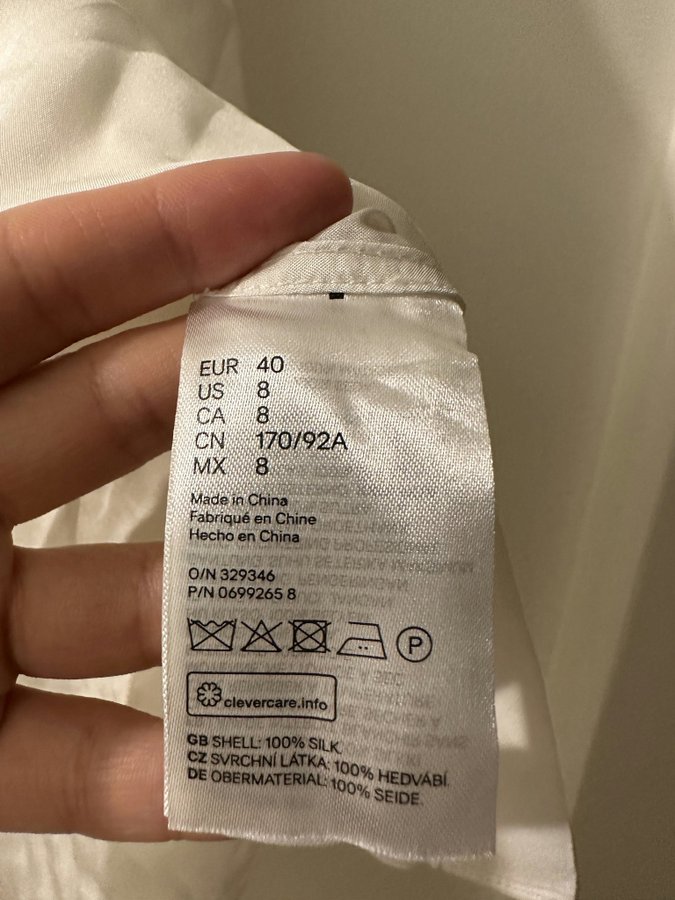 EUR 40
US 8
CA 8
CN 170/92A
MX 8
Made in China
Fabriqué en Chine
Hecho en China
O/N 329346
P/N 0699265 8
P
clevercare.info
GB SHELL: 100% SILK.
CZ SVRCHNÍ LÁTKA: 100% HEDVÁBÍ.
DE OBERMATERIAL: 100% SEIDE.